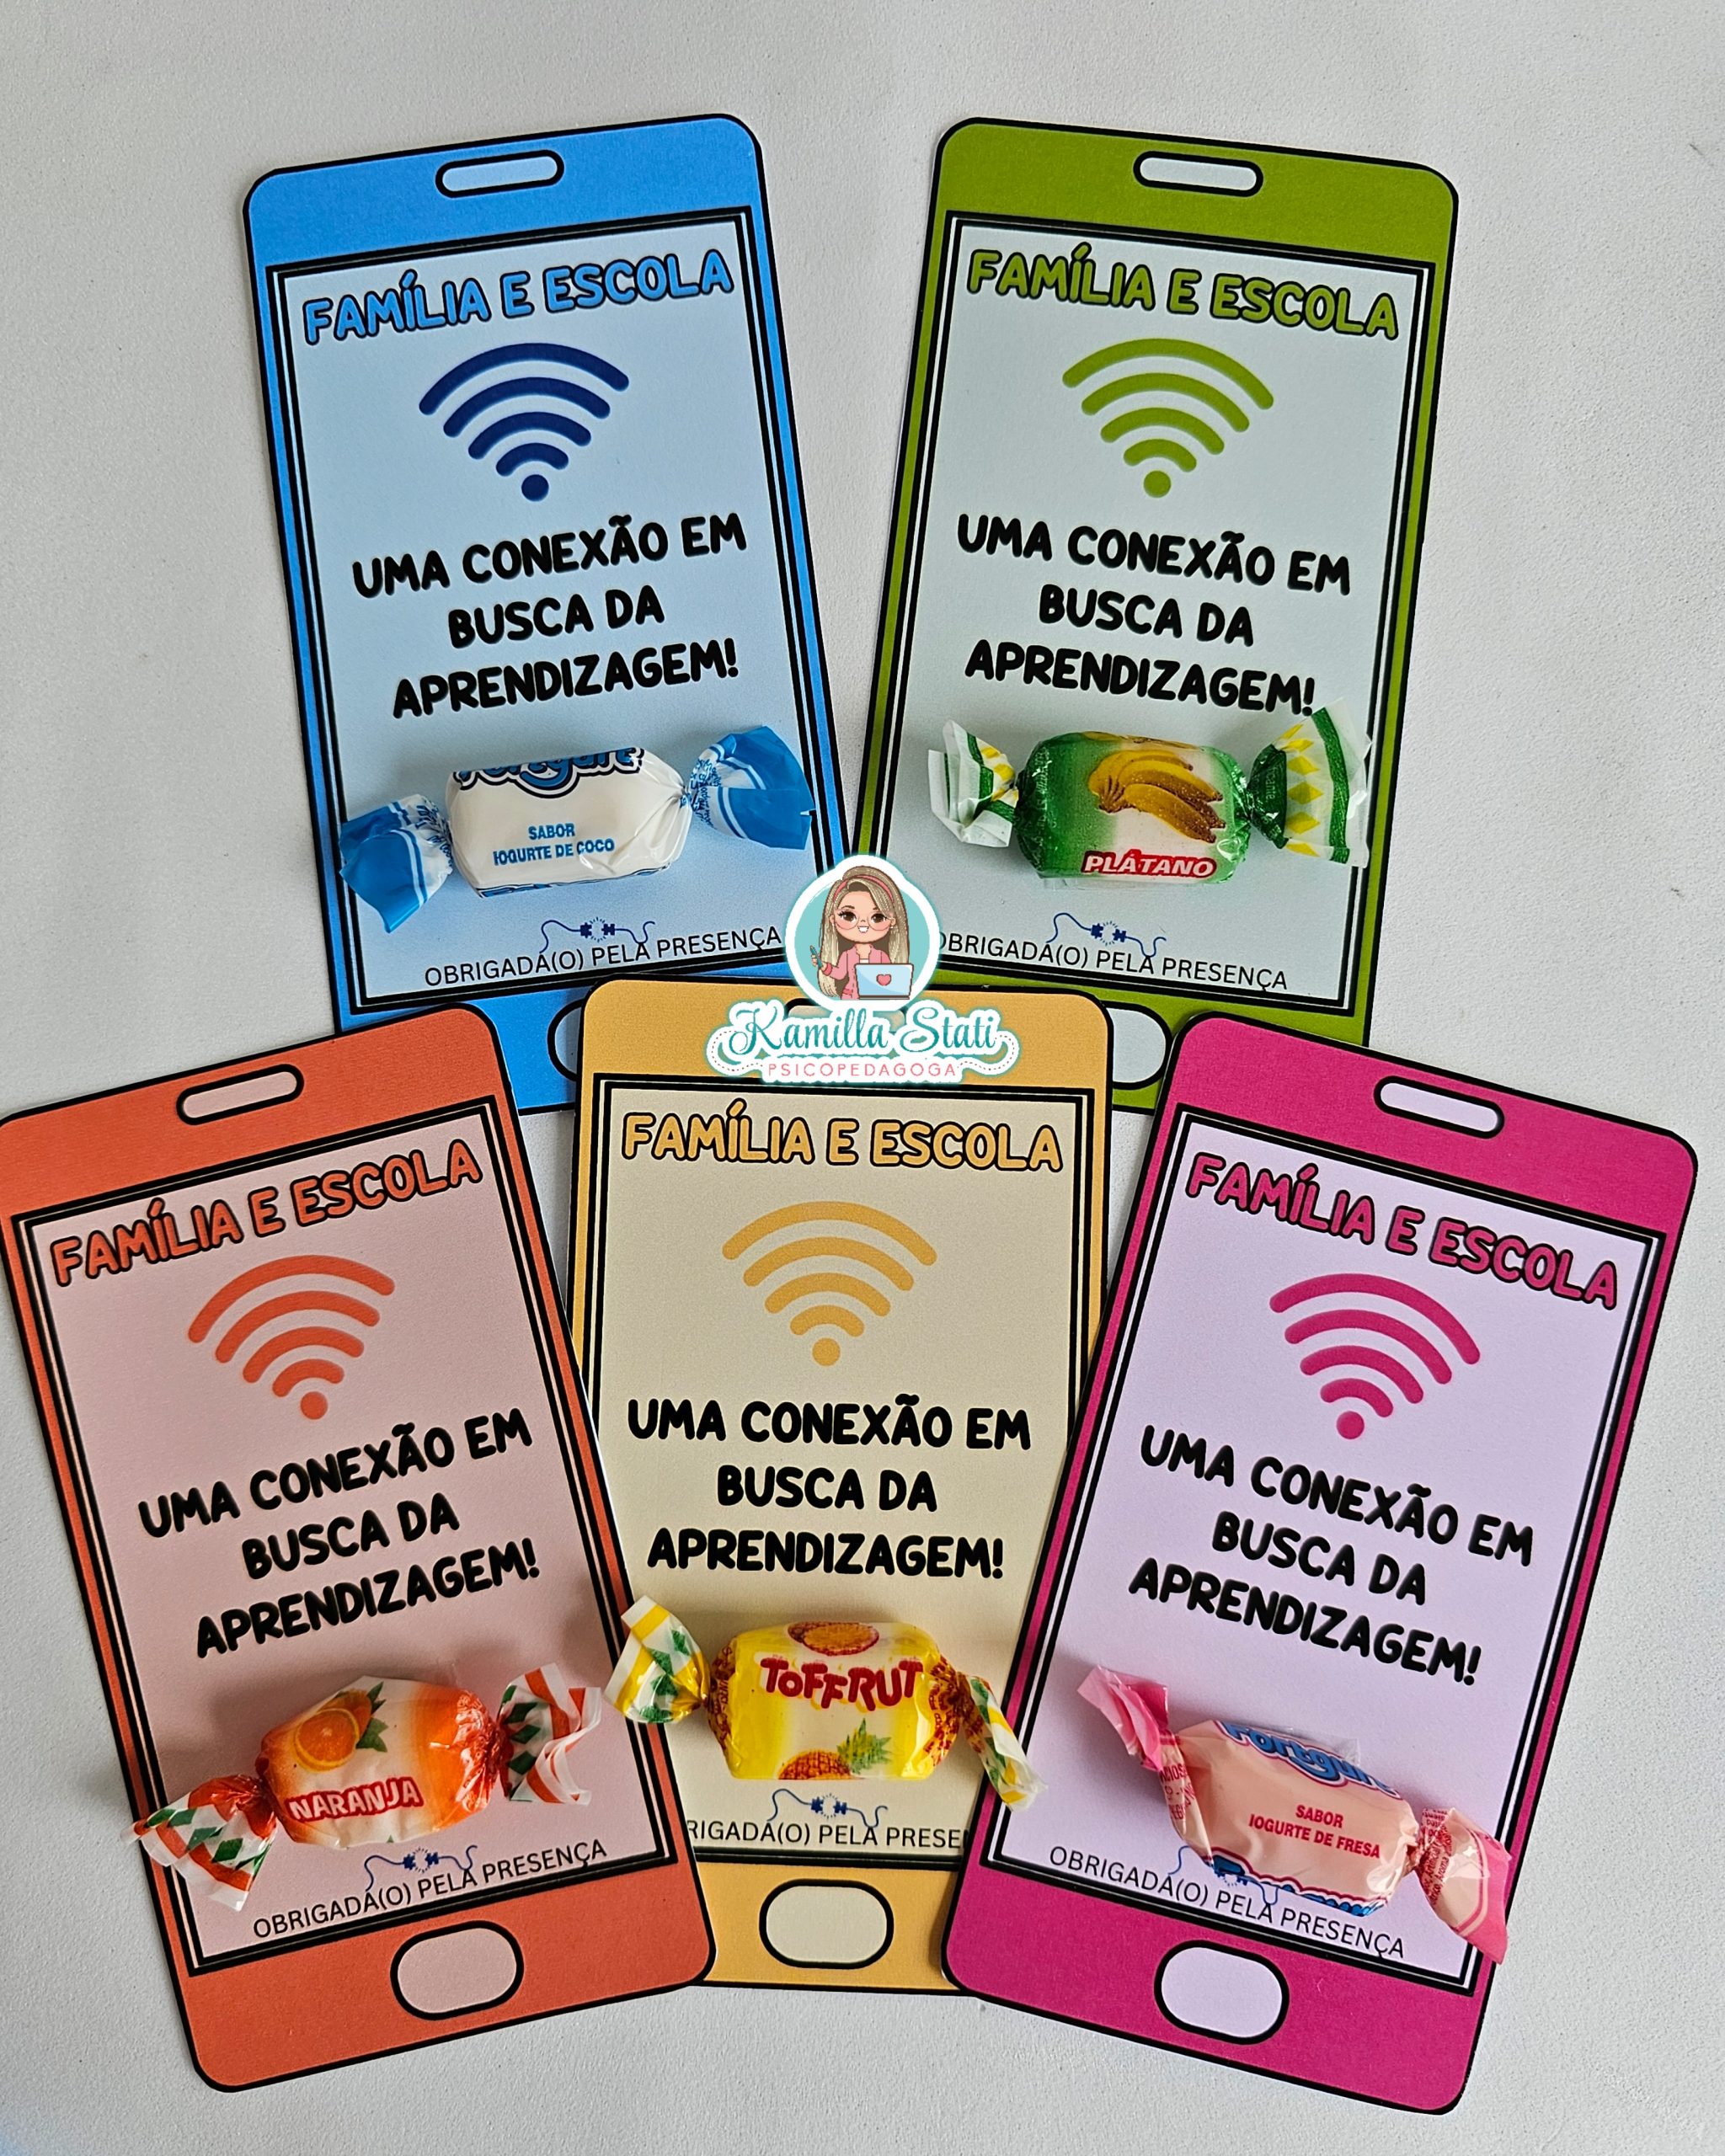 FAMÍLIA E ESCOLA
UMA CONEXÃO EM
BUSCA DA
APRENDIZAGEM!
SABOR
IOGURTE DE COCO
OBRIGADA(O) PELA PRESENÇA
FAMÍLIA E ESCOLA
UMA CONEXÃO EM
BUSCA DA
APRENDIZAGEM!
PLÁTANO
OBRIGADA(O) PELA PRESENÇA
Kamilla Stati
PSICOPEDAGOGA
FAMÍLIA E ESCOLA
UMA CONEXÃO EM
BUSCA DA
APRENDIZAGEM!
NARANJA
OBRIGADA(O) PELA PRESENÇA
FAMÍLIA E ESCOLA
UMA CONEXÃO EM
BUSCA DA
APRENDIZAGEM!
TOFFRUT
RIGADA(O) PELA PRESEN
FAMÍLIA E ESCOLA
UMA CONEXÃO EM
BUSCA DA
APRENDIZAGEM!
SABOR
IOGURTE DE FRESA
OBRIGADA(O) PELA PRESENÇA